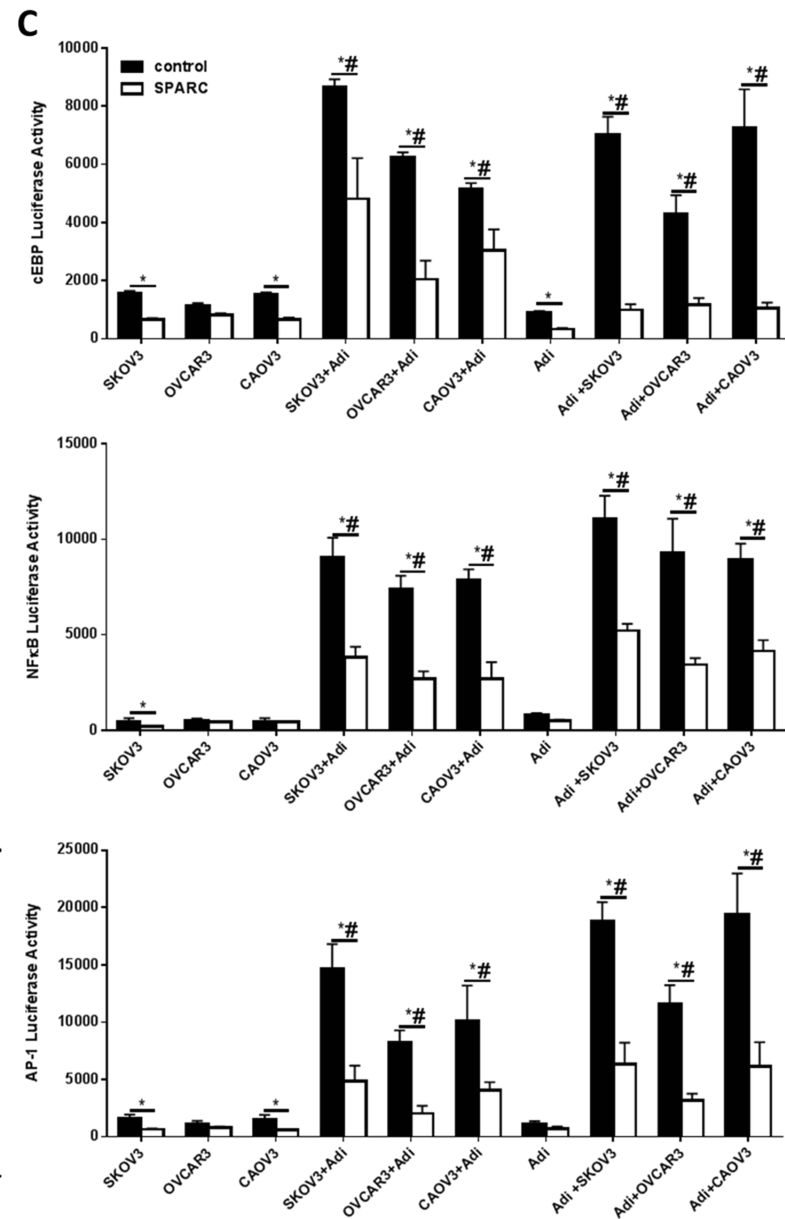 C
control
SPARC
cEBP Luciferase Activity
10000
8000
6000
4000
2000
0
*
*
*#
*#
*#
*
*#
*#
*#
SKOV3
OVCAR3
CAOV3
SKOV3+Adi
OVCAR3+Adi
CAOV3+Adi
Adi
Adi +SKOV3
Adi+OVCAR3
Adi+CAOV3
NFκB Luciferase Activity
15000
10000
5000
0
*
*#
*#
*#
*#
*#
*#
SKOV3
OVCAR3
CAOV3
SKOV3+Adi
OVCAR3+Adi
CAOV3+Adi
Adi
Adi +SKOV3
Adi+OVCAR3
Adi+CAOV3
AP-1 Luciferase Activity
25000
20000
15000
10000
5000
0
*
*
*#
*#
*#
*#
*#
*#
SKOV3
OVCAR3
CAOV3
SKOV3+Adi
OVCAR3+Adi
CAOV3+Adi
Adi
Adi +SKOV3
Adi+OVCAR3
Adi+CAOV3